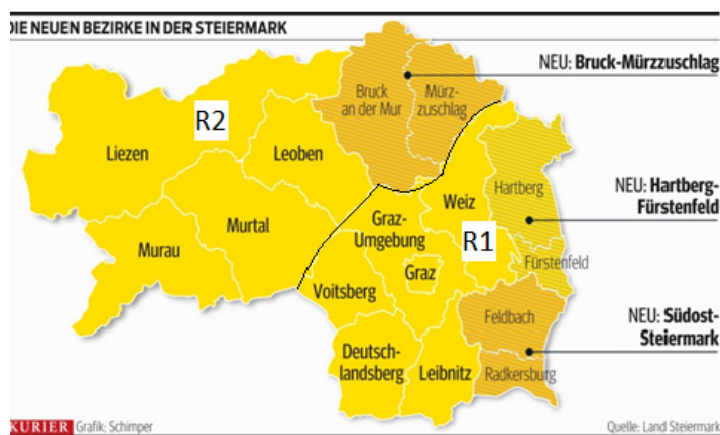 DIE NEUEN BEZIRKE IN DER STEIERMARK
NEU: Bruck-Mürzzuschlag
Bruck
an der Mur
Mürz-
zuschlag
R2
Liezen
Leoben
Hartberg
NEU: Hartberg-
Fürstenfeld
Weiz
Murtal
Graz-
Umgebung
R1
Murau
Graz
Fürstenfeld
Voitsberg
Feldbach
NEU: Südost-
Steiermark
Deutsch-
landsberg
Leibnitz
Radkersburg
KURIER Grafik: Schimper
Quelle: Landl Steiermark